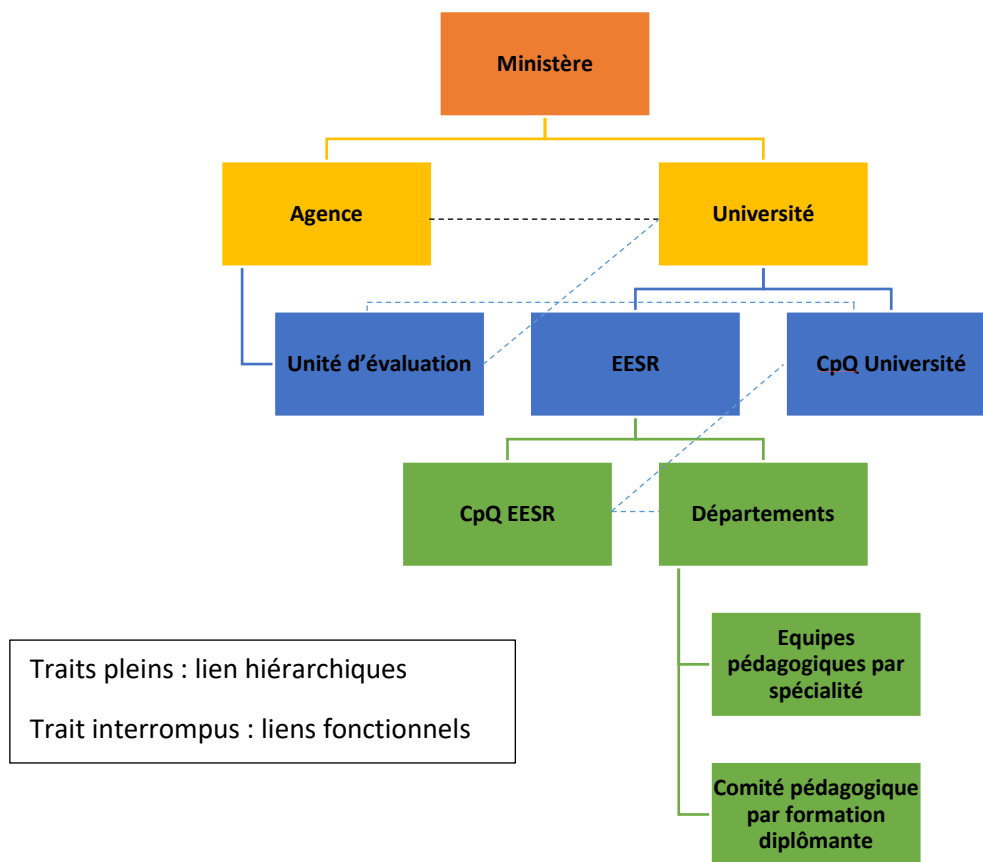 Ministère
Agence
Université
Unité d’évaluation
EESR
CpQ Université
CpQ EESR
Départements
Equipes
pédagogiques par
spécialité
Traits pleins : lien hiérarchiques
Trait interrompus : liens fonctionnels
Comité pédagogique
par formation
diplômante